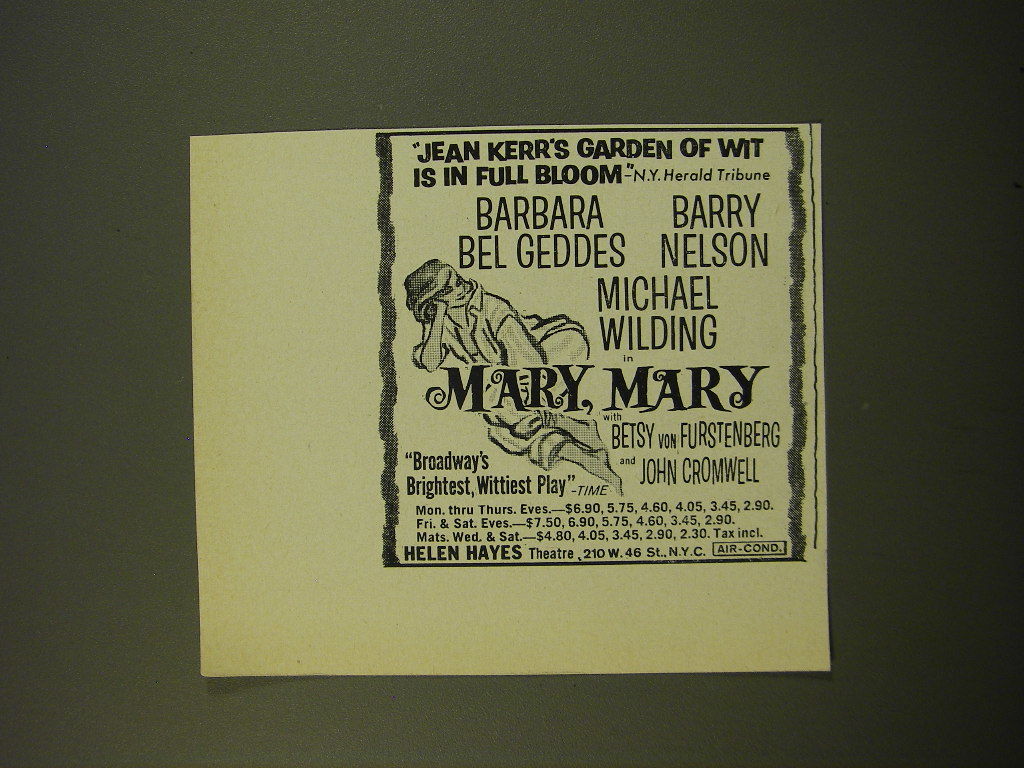 "JEAN KERR'S GARDEN OF WIT
IS IN FULL BLOOM"-N.Y. Herald Tribune
BARBARA BEL GEDDES
BARRY NELSON
MICHAEL
WILDING
in
MARY, MARY
with
BETSY VON FURSTENBERG
and JOHN CROMWELL
"Broadway's
Brightest, Wittiest Play"-TIME
Mon. thru Thurs. Eves.—$6.90, 5.75, 4.60, 4.05, 3.45, 2.90.
Fri. & Sat. Eves.—$7.50, 6.90, 5.75, 4.60, 3.45, 2.90.
Mats. Wed. & Sat.—$4.80, 4.05, 3.45, 2.90, 2.30. Tax incl.
HELEN HAYES Theatre, 210 W. 46 St., N.Y.C. AIR-COND.